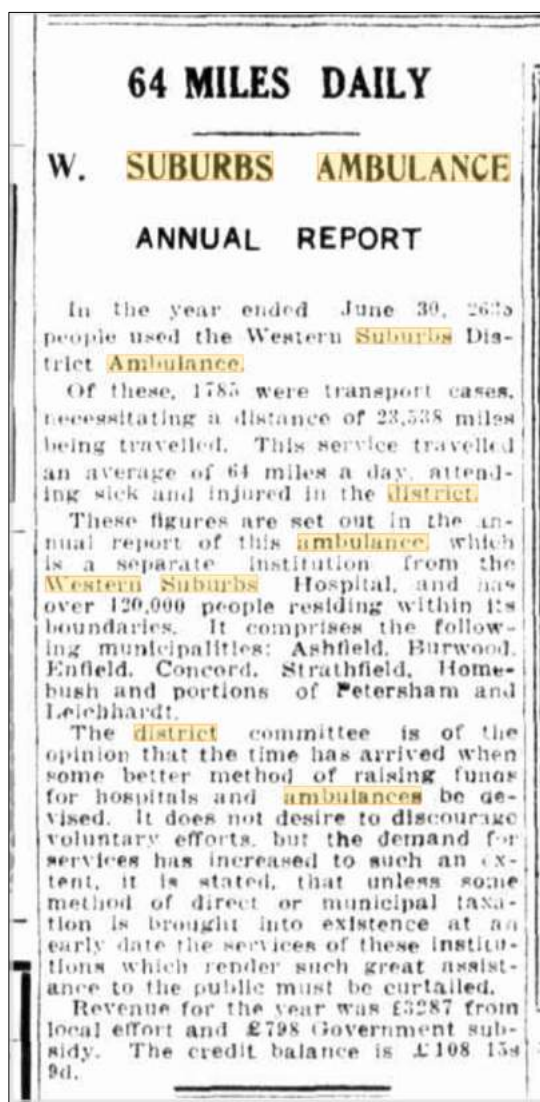 64 MILES DAILY
W. SUBURBS AMBULANCE
ANNUAL REPORT
In the year ended June 30, 2635
people used the Western Suburbs Dis-
trict Ambulance.
Of these, 1785 were transport cases,
necessitating a distance of 23,538 miles
being travelled. This service travelled
an average of 64 miles a day, attend-
ing sick and injured in the district.
These figures are set out in the an-
nual report of this ambulance, which
is a separate institution from the
Western Suburbs Hospital, and has
over 120,000 people residing within its
boundaries. It comprises the follow-
ing municipalities: Ashfield, Burwood,
Enfield, Concord, Strathfield, Home-
bush and portions of Petersham and
Leichhardt.
The district committee is of the
opinion that the time has arrived when
some better method of raising funds
for hospitals and ambulances be de-
vised. It does not desire to discourage
voluntary efforts, but the demand for
services has increased to such an ex-
tent, it is stated, that unless some
method of direct or municipal taxa-
tion is brought into existence at an
early date the services of these institu-
tions which render such great assist-
ance to the public must be curtailed.
Revenue for the year was £3287 from
local effort and £798 Government sub-
sidy. The credit balance is £108 15s
9d.